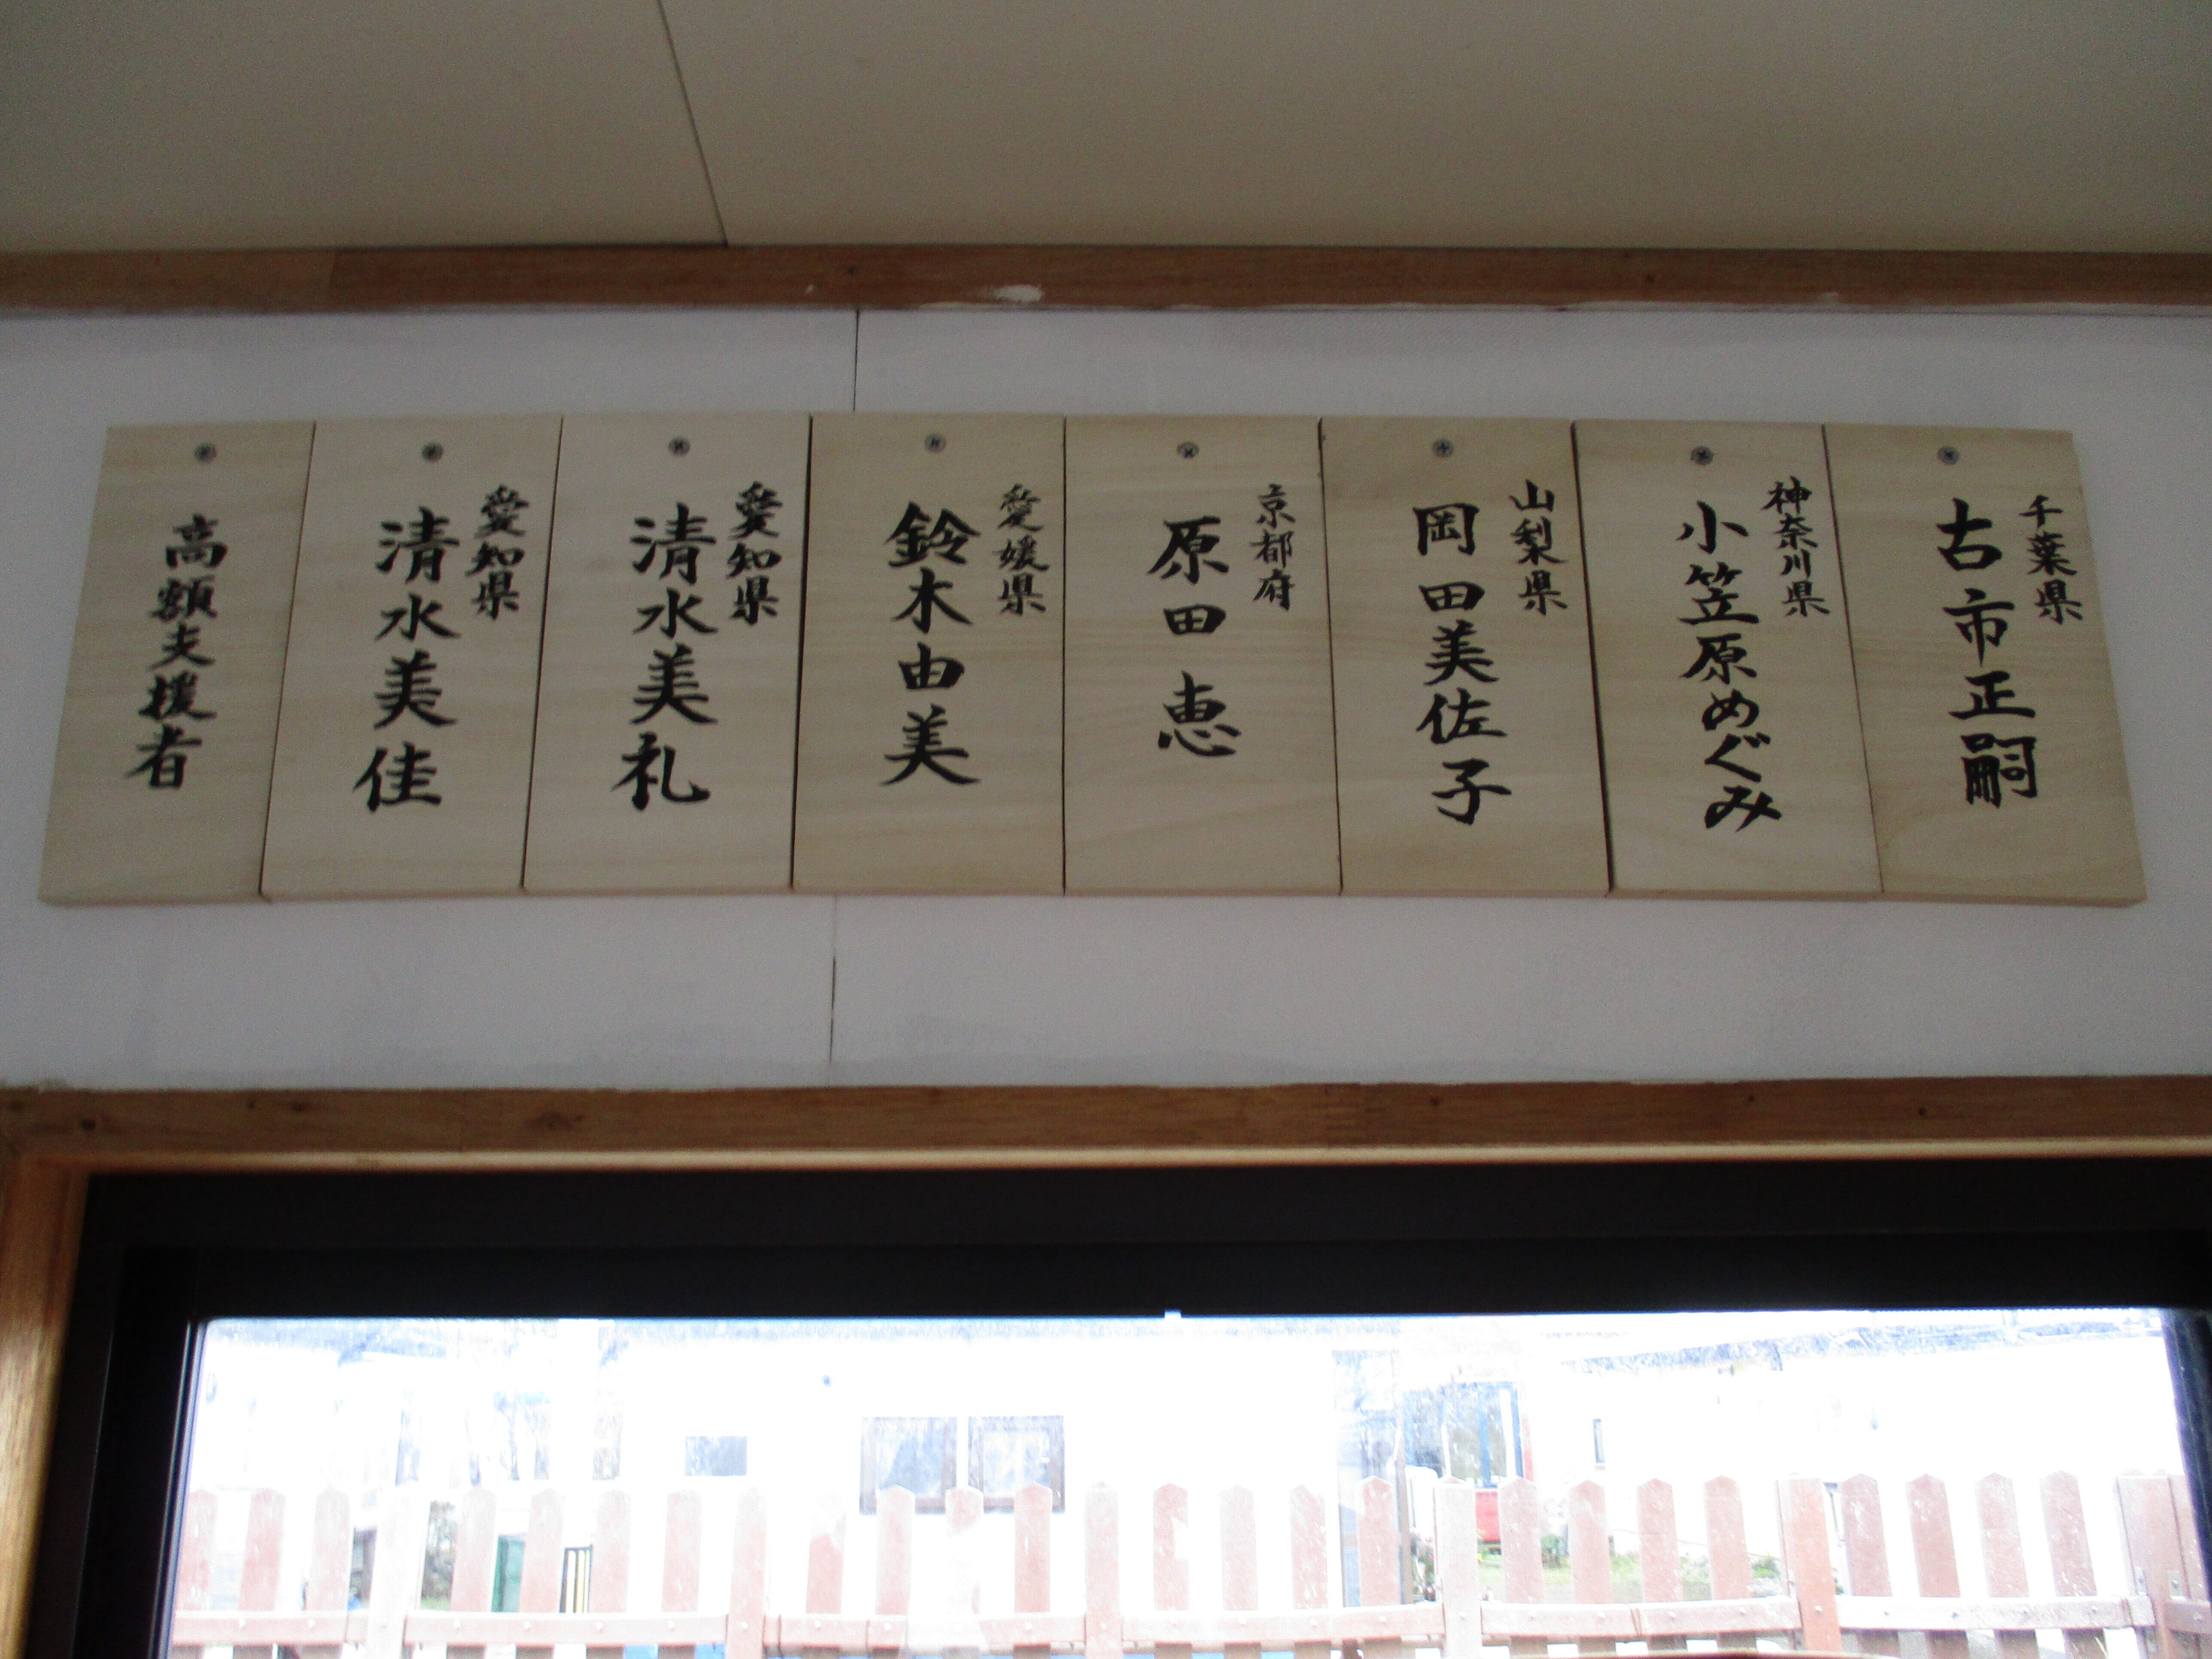 千葉県
古市正嗣
神奈川県
小笠原めぐみ
山梨県
岡田美佐子
京都府
原田恵
愛媛県
鈴木由美
愛知県
清水美礼
愛知県
清水美佳
高額支援者